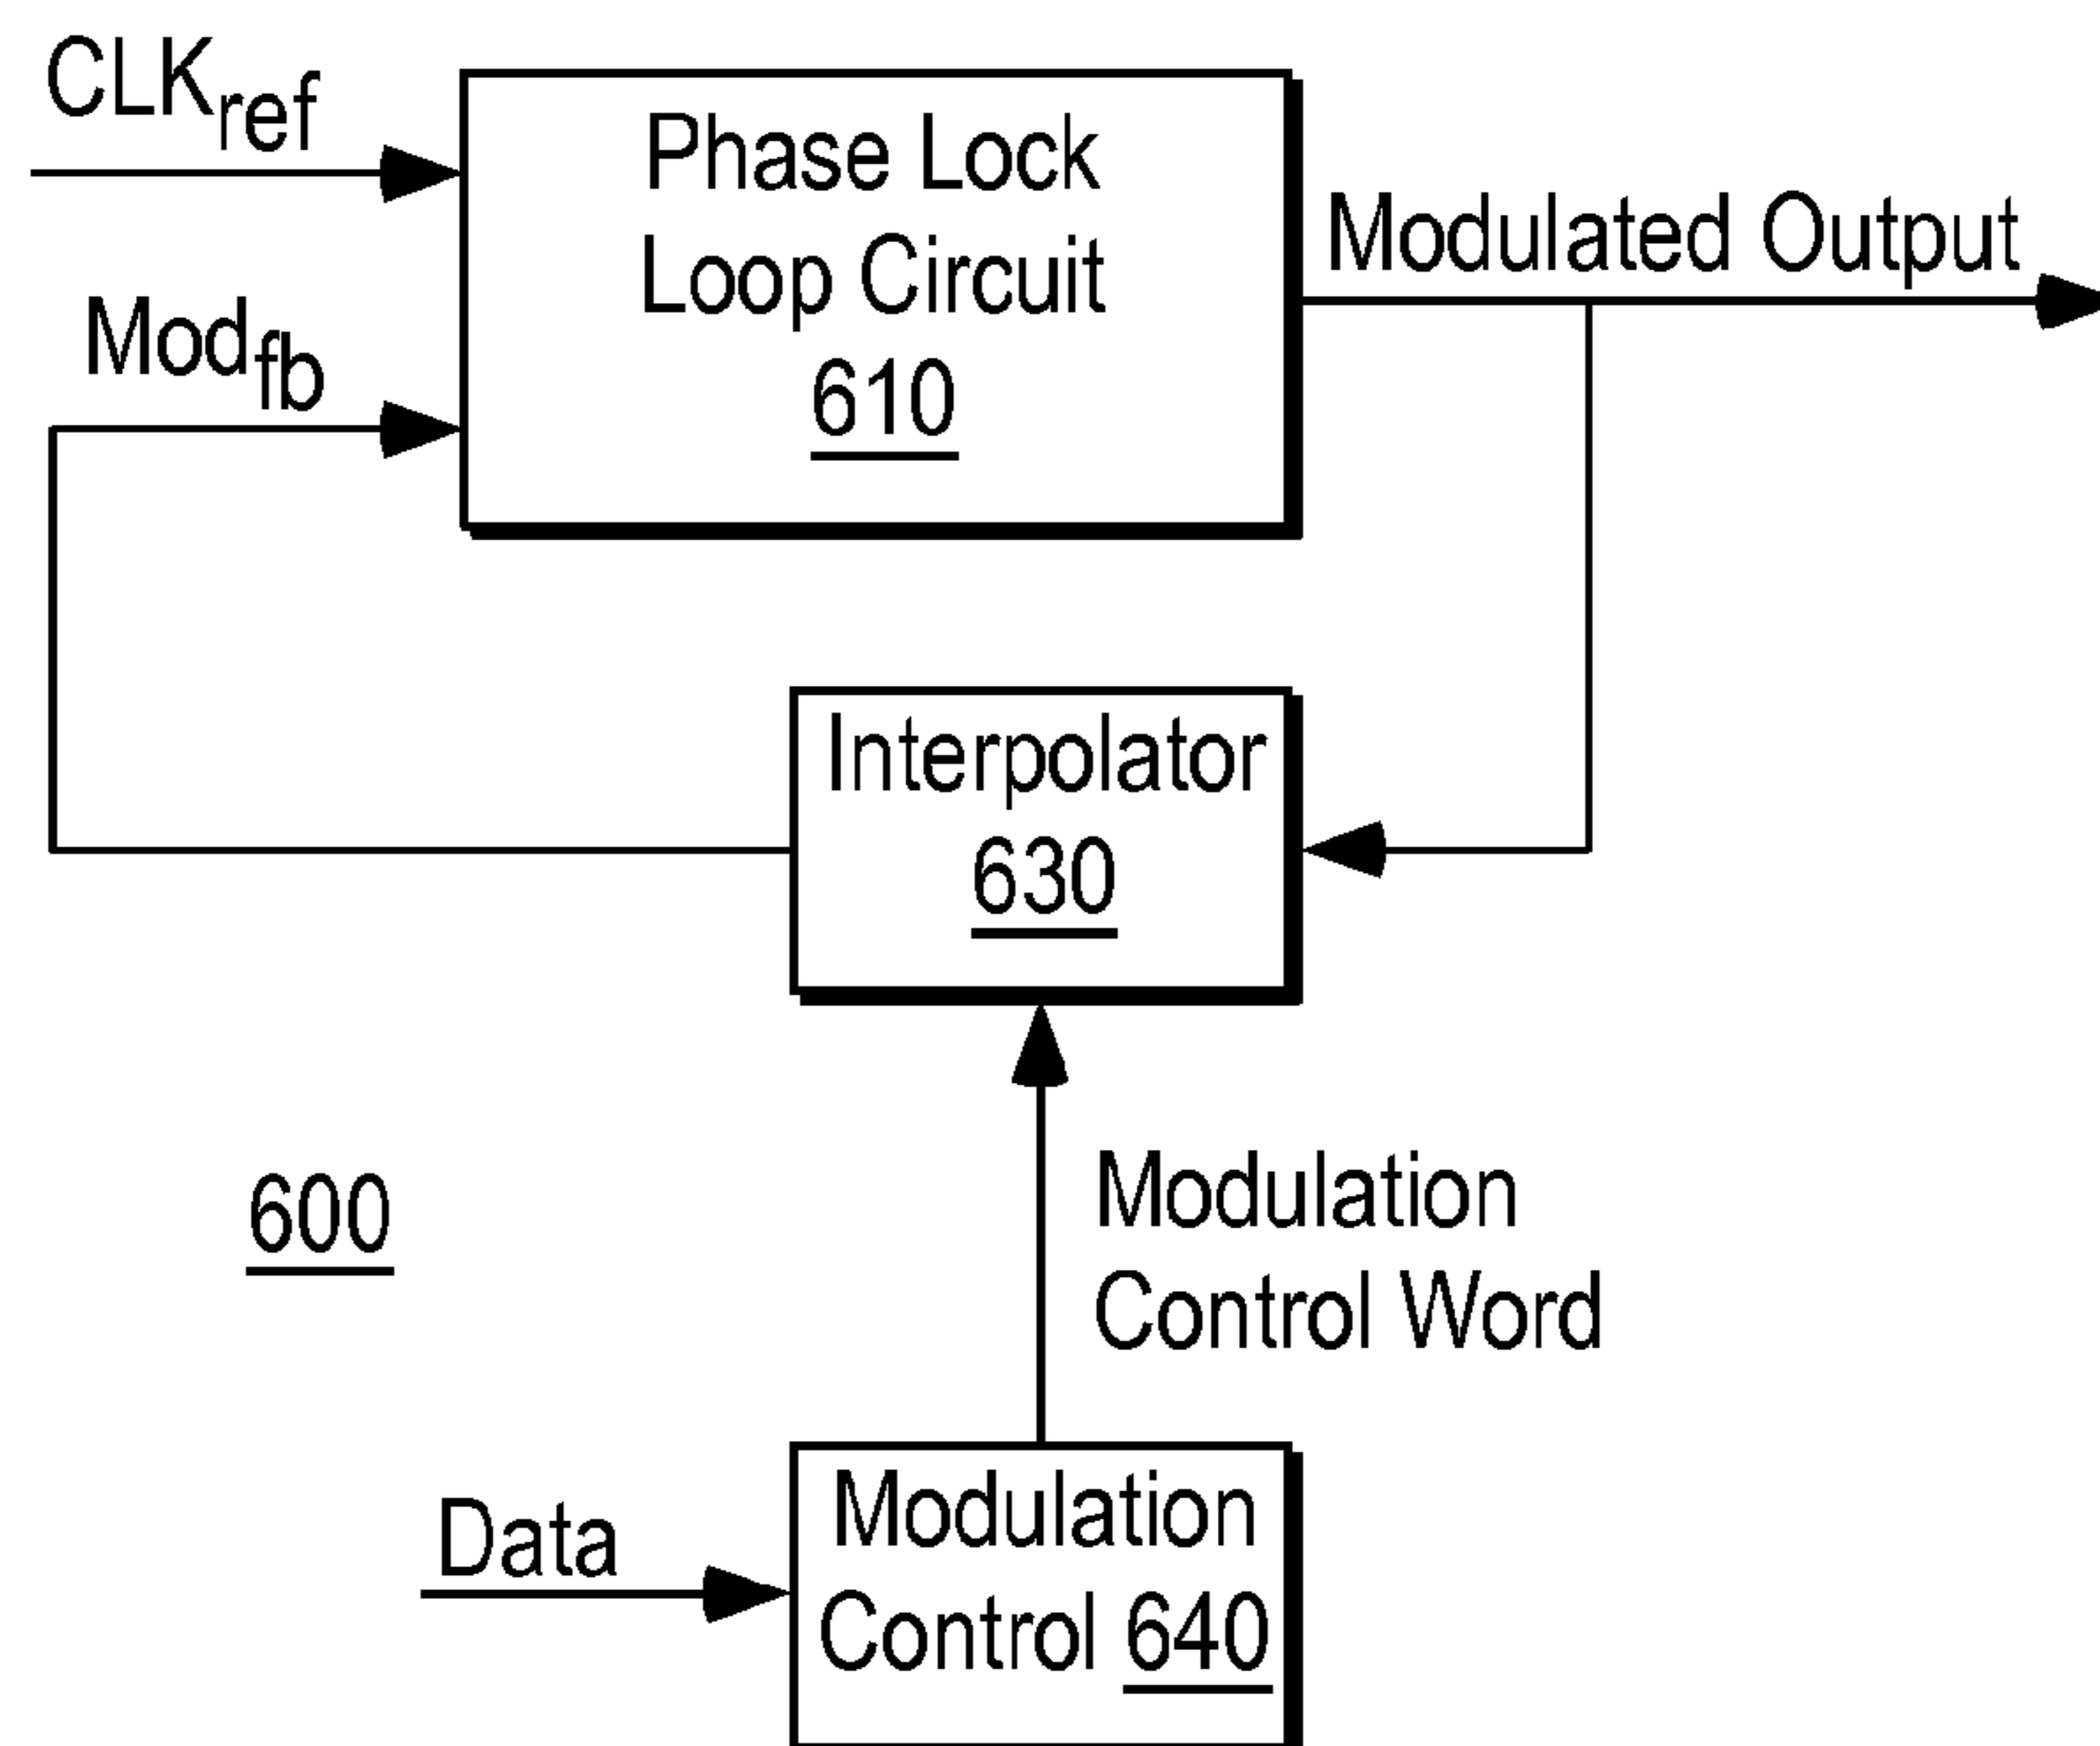 CLKref
Phase Lock
Loop Circuit
610
Modulated Output
Modfb
Interpolator
630
600
Modulation
Control Word
Data
Modulation
Control 640